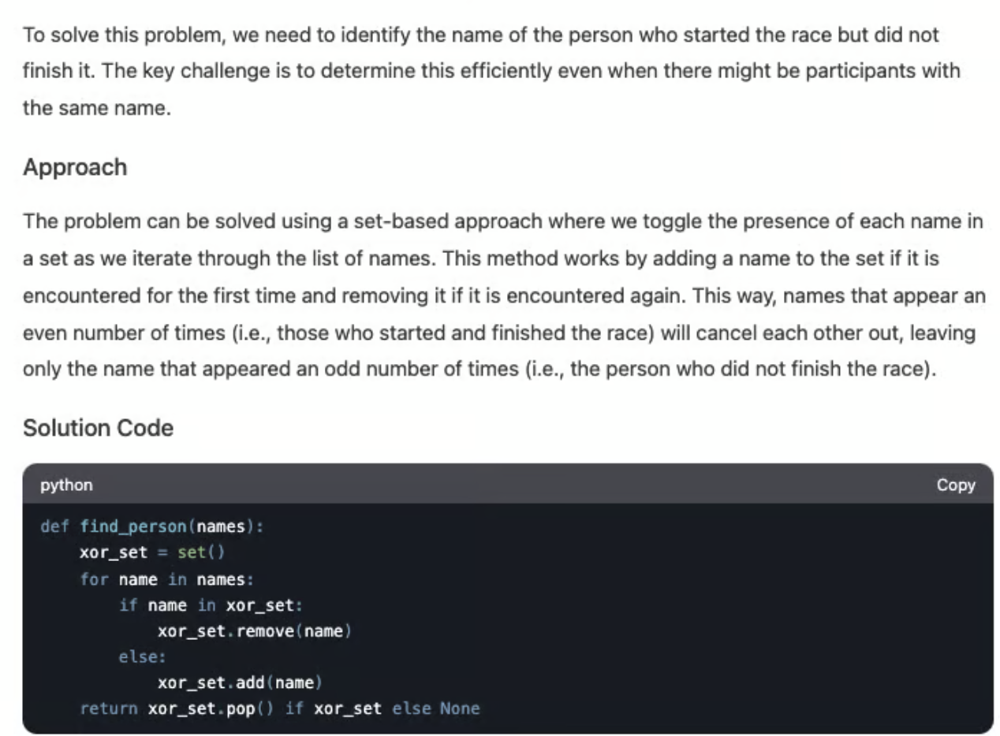 To solve this problem, we need to identify the name of the person who started the race but did not
finish it. The key challenge is to determine this efficiently even when there might be participants with
the same name.
Approach
The problem can be solved using a set-based approach where we toggle the presence of each name in
a set as we iterate through the list of names. This method works by adding a name to the set if it is
encountered for the first time and removing it if it is encountered again. This way, names that appear an
even number of times (i.e., those who started and finished the race) will cancel each other out, leaving
only the name that appeared an odd number of times (i.e., the person who did not finish the race).
Solution Code
python Copy
def find_person(names):
    xor_set = set()
    for name in names:
        if name in xor_set:
            xor_set.remove(name)
        else:
            xor_set.add(name)
    return xor_set.pop() if xor_set else None